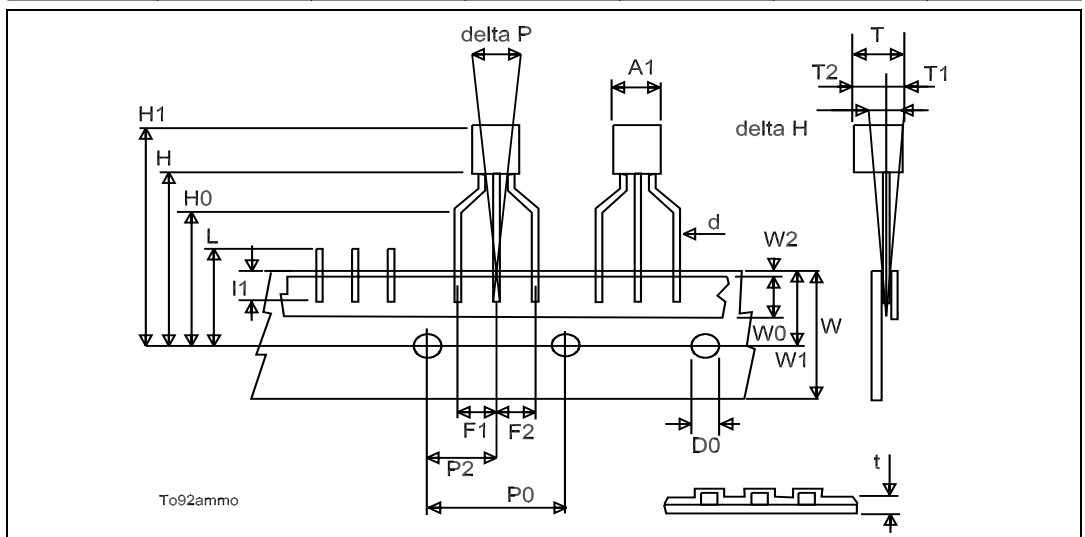 delta P
T
A1
T2
T1
H1
delta H
H
H0
d
L
W2
I1
W0
W
W1
F1
F2
D0
P2
t
P0
To92ammo